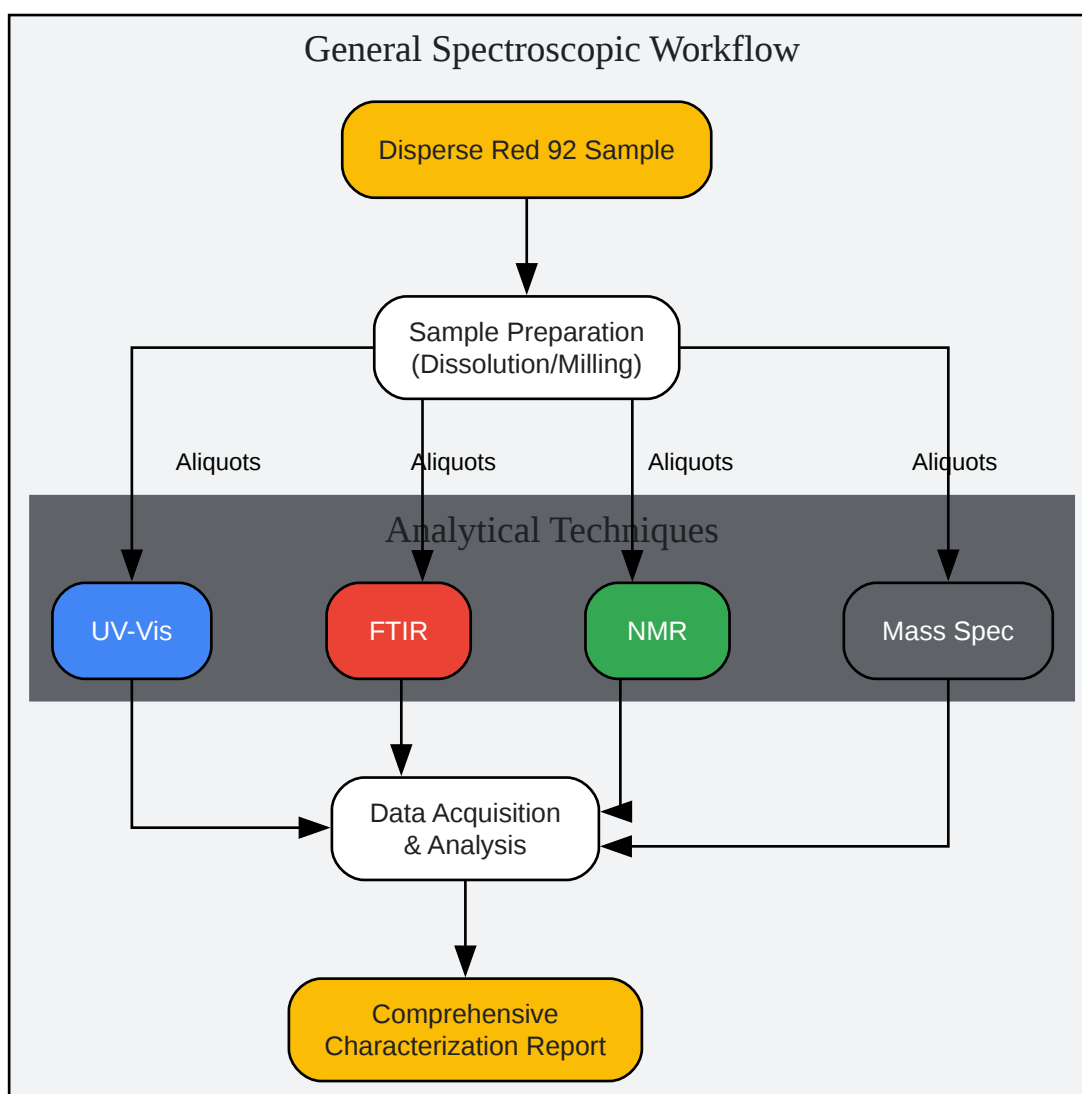 General Spectroscopic Workflow
Disperse Red 92 Sample
Sample Preparation
(Dissolution/Milling)
Aliquots
Aliquots
Aliquots
Aliquots
Analytical Techniques
UV-Vis
FTIR
NMR
Mass Spec
Data Acquisition
& Analysis
Comprehensive
Characterization Report